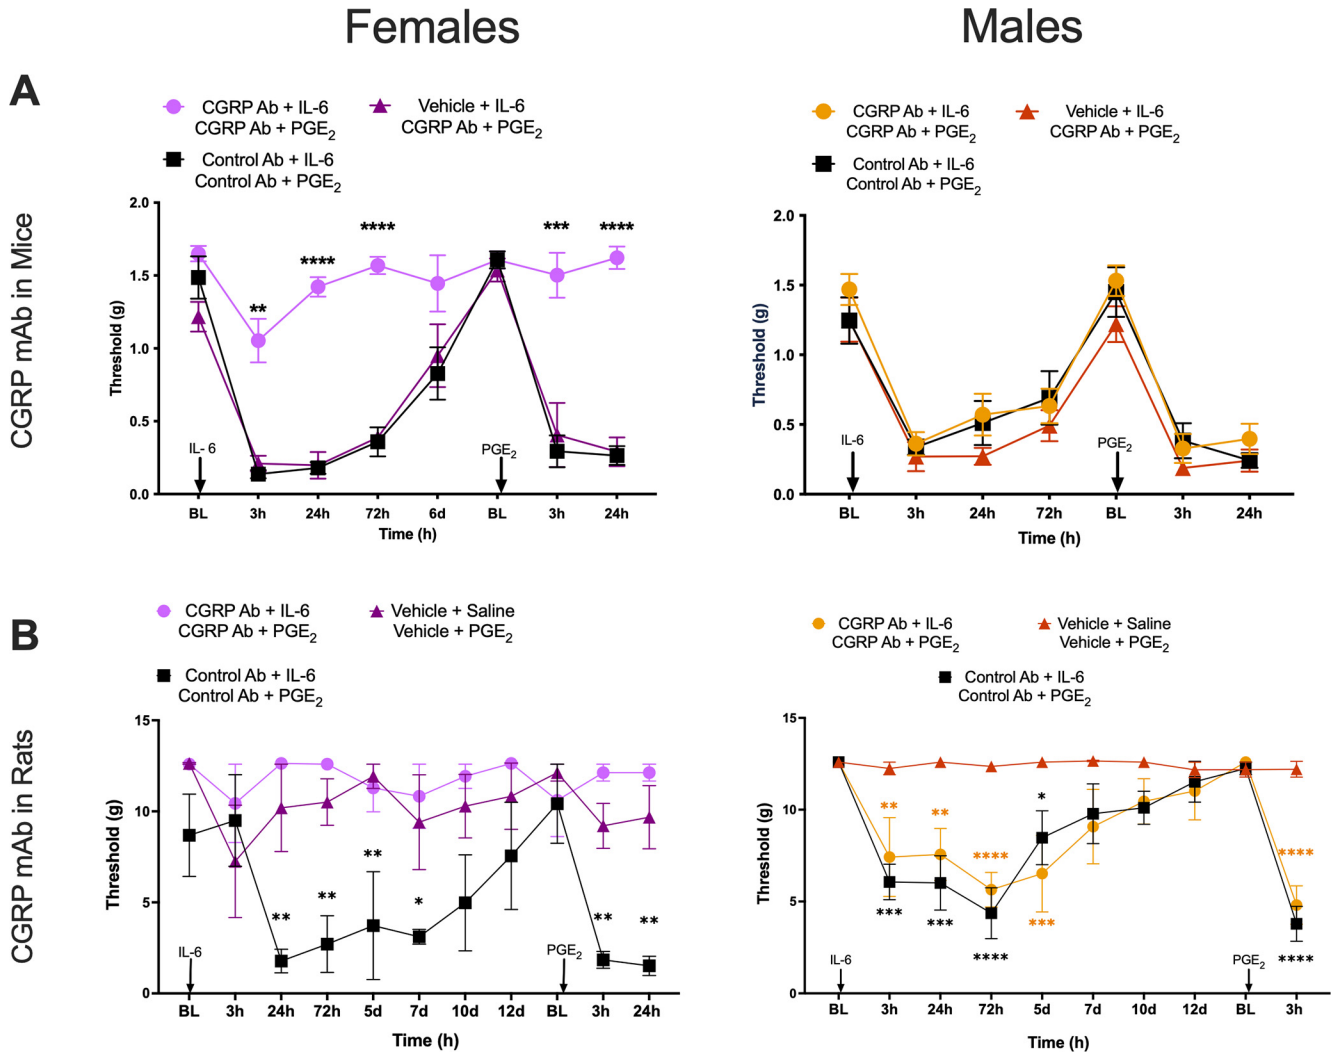 Females
Males
A
CGRP Ab + IL-6
CGRP Ab + PGE2
Vehicle + IL-6
CGRP Ab + PGE2
Control Ab + IL-6
Control Ab + PGE2
CGRP Ab + IL-6
CGRP Ab + PGE2
Vehicle + IL-6
CGRP Ab + PGE2
Control Ab + IL-6
Control Ab + PGE2
CGRP mAb in Mice
Threshold (g)
2.0
1.5
1.0
0.5
0.0
** **** **** *** ****
IL- 6
PGE2
BL 3h 24h 72h 6d BL 3h 24h
Time (h)
Threshold (g)
2.0
1.5
1.0
0.5
0.0
IL-6
PGE2
BL 3h 24h 72h BL 3h 24h
Time (h)
B
CGRP Ab + IL-6
CGRP Ab + PGE2
Vehicle + Saline
Vehicle + PGE2
Control Ab + IL-6
Control Ab + PGE2
CGRP Ab + IL-6
CGRP Ab + PGE2
Vehicle + Saline
Vehicle + PGE2
Control Ab + IL-6
Control Ab + PGE2
CGRP mAb in Rats
Threshold (g)
15
10
5
0
** ** ** * ** **
IL-6
PGE2
BL 3h 24h 72h 5d 7d 10d 12d BL 3h 24h
Time (h)
Threshold (g)
15
10
5
0
** ** **** * ****
*** *** **** *** ****
IL-6
PGE2
BL 3h 24h 72h 5d 7d 10d 12d BL 3h
Time (h)